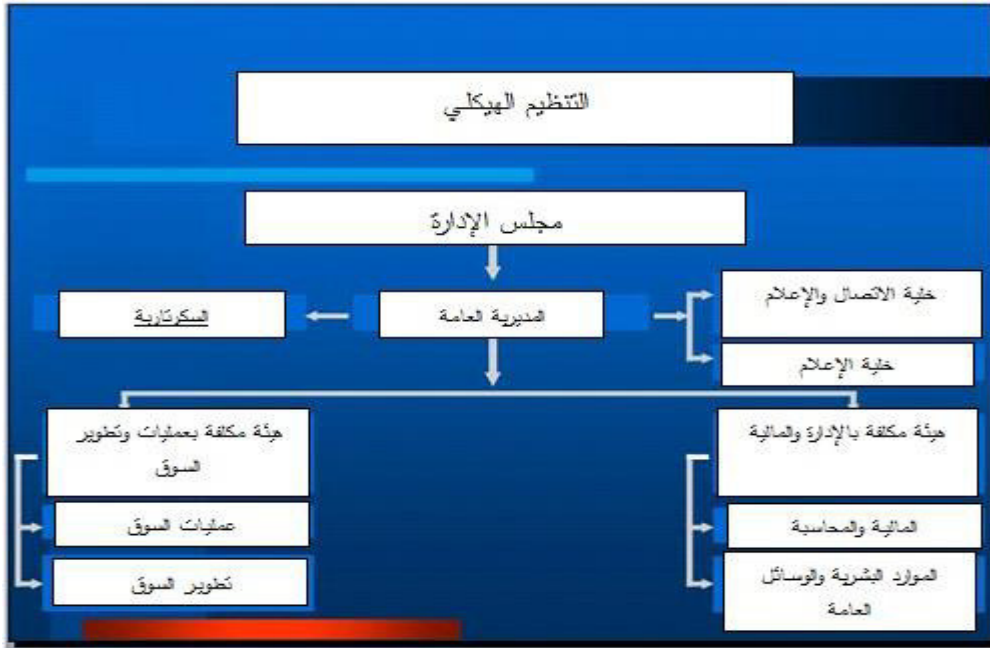 التنظيم الهيكلي
مجلس الإدارة
خلية الاتصال والإعلام
المديرية العامة
السكرتارية
خلية الإعلام
هيئة مكلفة بالإدارة والمالية
هيئة مكلفة بعمليات وتطوير
السوق
المالية والمحاسبة
عمليات السوق
الموارد البشرية والوسائل
العامة
تطوير السوق